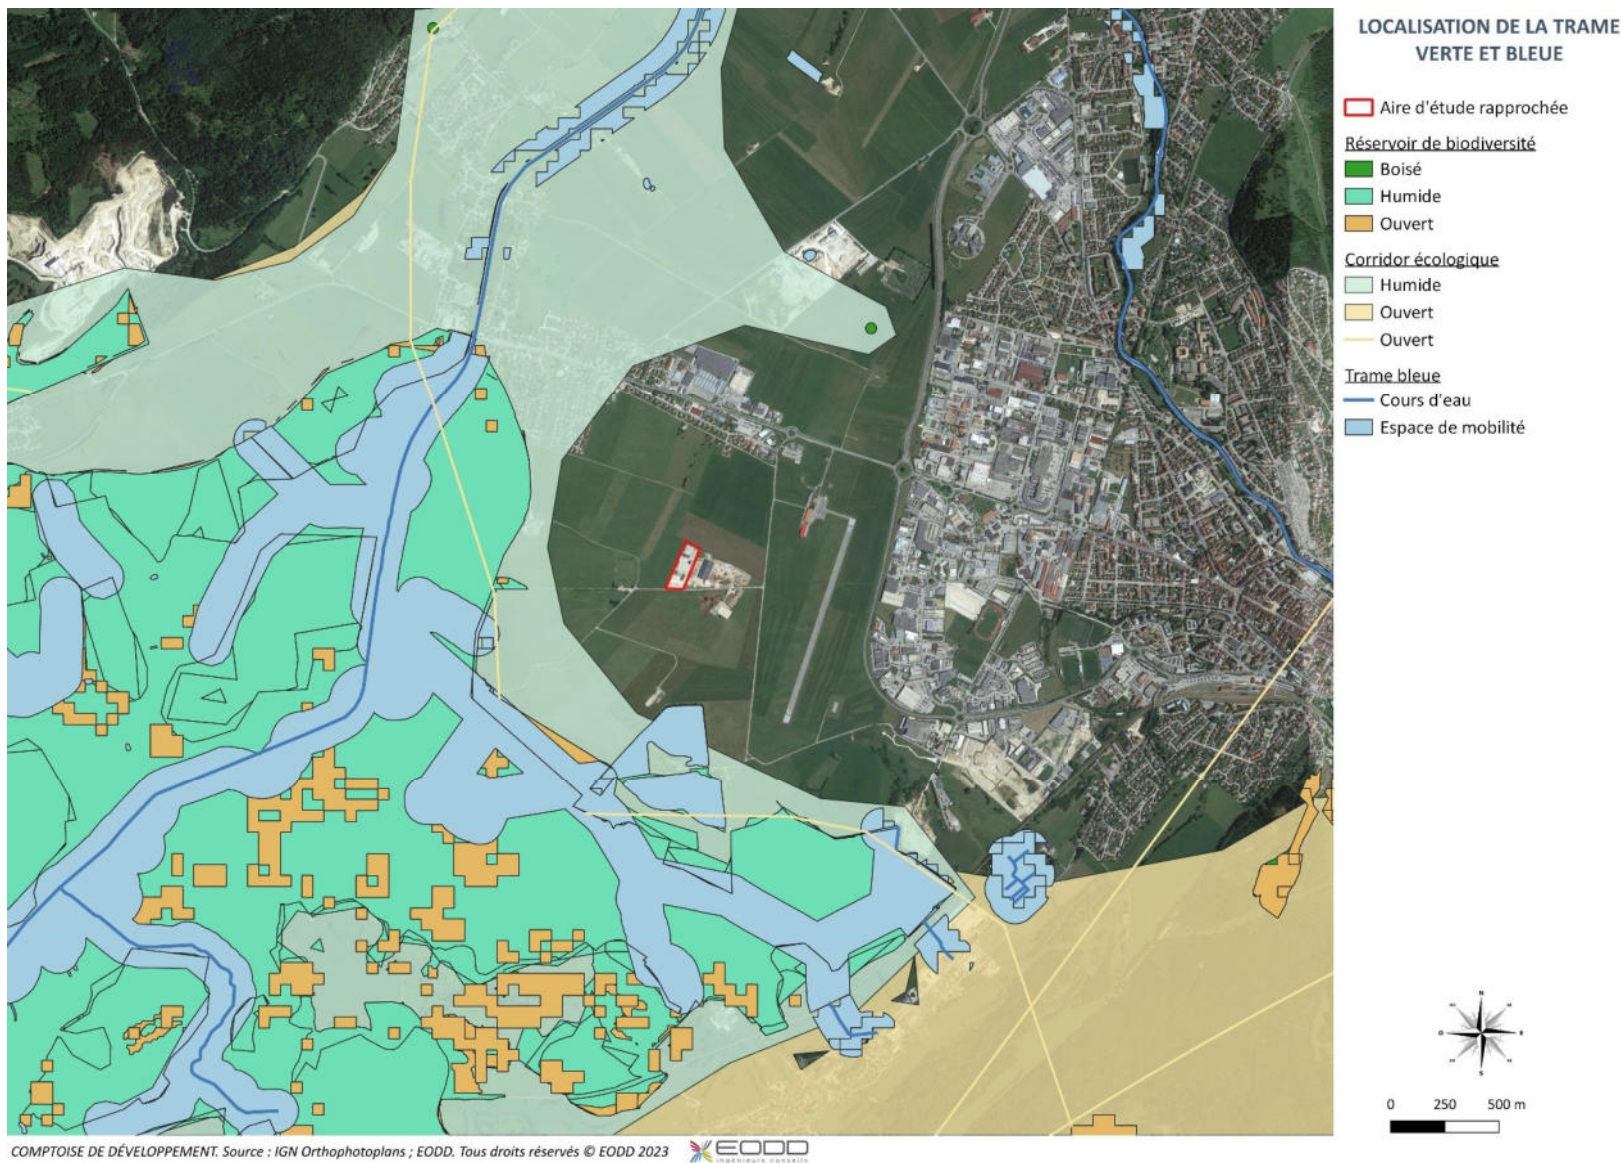 LOCALISATION DE LA TRAME
VERTE ET BLEUE
Aire d'étude rapprochée
Réservoir de biodiversité
Boisé
Humide
Ouvert
Corridor écologique
Humide
Ouvert
Ouvert
Trame bleue
Cours d'eau
Espace de mobilité
N
O
E
S
0 250 500 m
COMPTOISE DE DÉVELOPPEMENT. Source : IGN Orthophotoplans ; EODD. Tous droits réservés © EODD 2023
EODD
ingénieurs conseils